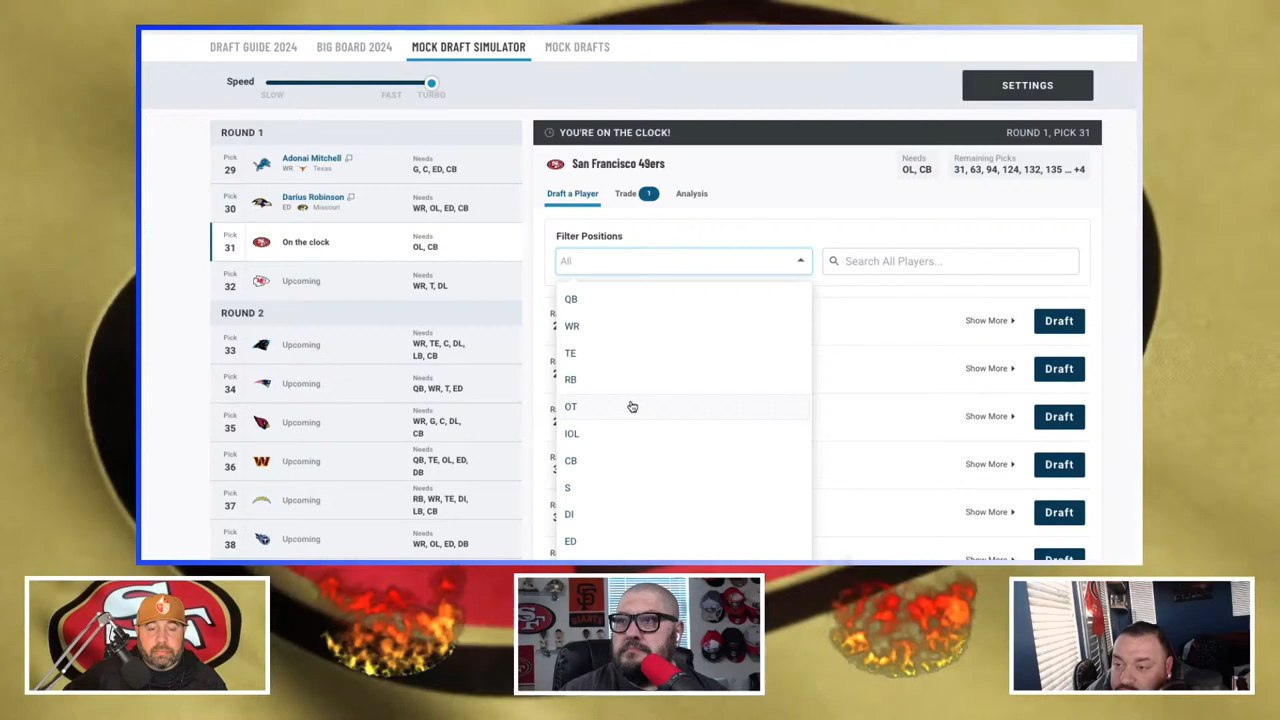 DRAFT GUIDE 2024 BIG BOARD 2024 MOCK DRAFT SIMULATOR MOCK DRAFTS
Speed
SLOW FAST TURBO
SETTINGS
ROUND 1
Pick 29
Adonai Mitchell
WR Texas
Needs
G, C, ED, CB
Pick 30
Darius Robinson
ED Missouri
Needs
WR, OL, ED, CB
Pick 31
On the clock
Needs
OL, CB
Pick 32
Upcoming
Needs
WR, T, DL
ROUND 2
Pick 33
Upcoming
Needs
WR, TE, C, DL,
LB, CB
Pick 34
Upcoming
Needs
QB, WR, T, ED
Pick 35
Upcoming
Needs
WR, G, C, DL,
CB
Pick 36
Upcoming
Needs
QB, TE, OL, ED,
DB
Pick 37
Upcoming
Needs
RB, WR, TE, DI,
LB, CB
Pick 38
Upcoming
Needs
WR, OL, ED, DB
YOU'RE ON THE CLOCK! ROUND 1, PICK 31
San Francisco 49ers
Needs
OL, CB
Remaining Picks
31, 63, 94, 124, 132, 135 ... +4
Draft a Player Trade 1 Analysis
Filter Positions
All
Search All Players...
QB
WR
TE
RB
OT
IOL
CB
S
DI
ED
Show More Draft
Show More Draft
Show More Draft
Show More Draft
Show More Draft
Show More Draft
SF
SF
GIANTS